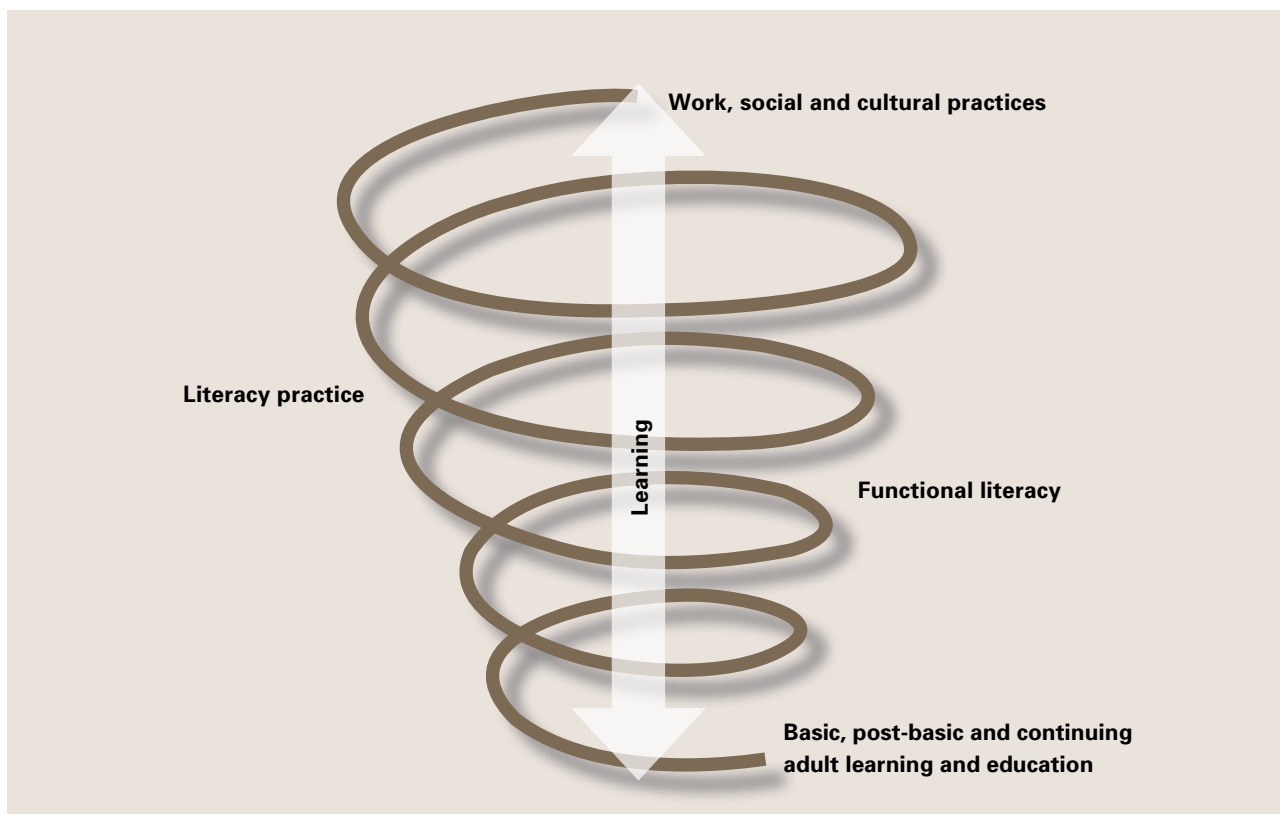 Work, social and cultural practices
Literacy practice
Learning
Functional literacy
Basic, post-basic and continuing
adult learning and education